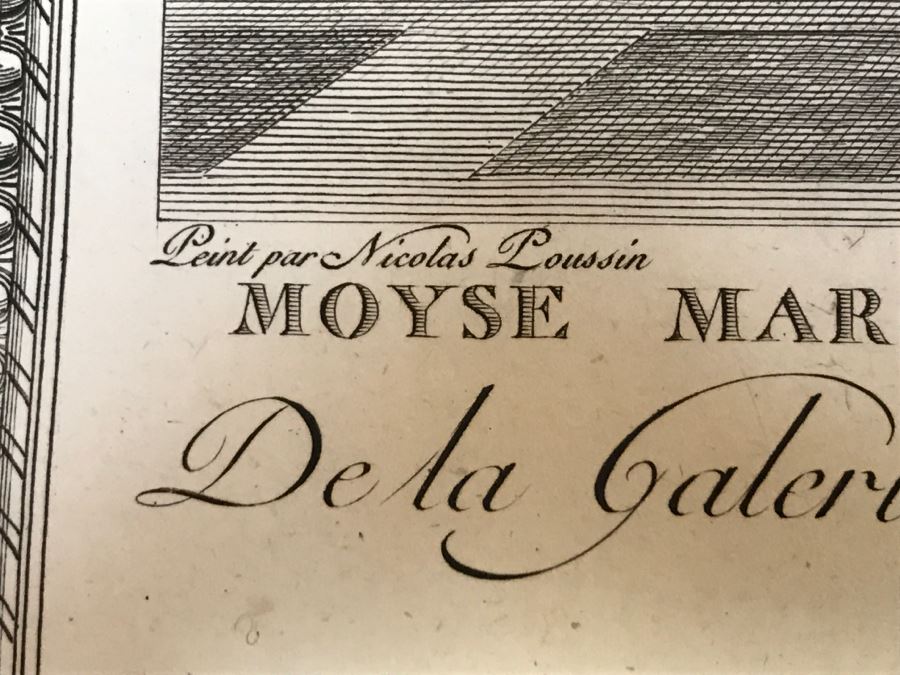 Peint par Nicolas Poussin
MOYSE MAR
De la Galeri